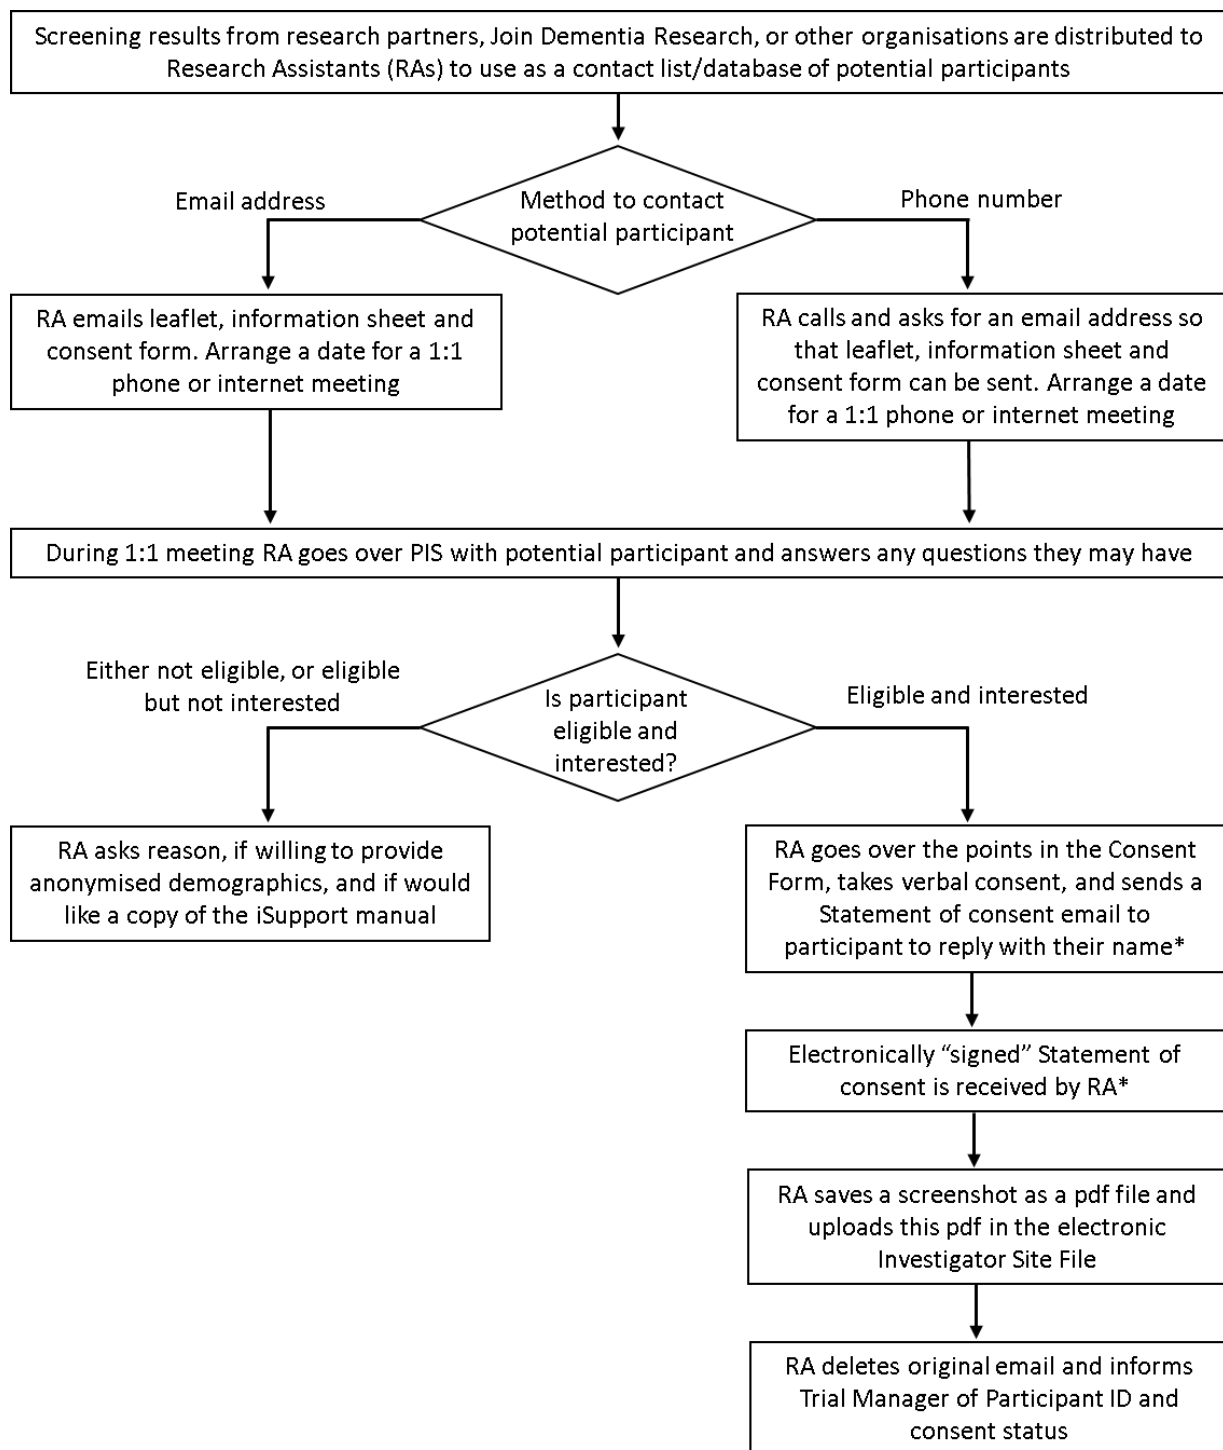 Screening results from research partners, Join Dementia Research, or other organisations are distributed to
Research Assistants (RAs) to use as a contact list/database of potential participants
Email address
Method to contact
potential participant
Phone number
RA emails leaflet, information sheet and
consent form. Arrange a date for a 1:1
phone or internet meeting
RA calls and asks for an email address so
that leaflet, information sheet and
consent form can be sent. Arrange a date
for a 1:1 phone or internet meeting
During 1:1 meeting RA goes over PIS with potential participant and answers any questions they may have
Either not eligible, or eligible
but not interested
Is participant
eligible and
interested?
Eligible and interested
RA asks reason, if willing to provide
anonymised demographics, and if would
like a copy of the iSupport manual
RA goes over the points in the Consent
Form, takes verbal consent, and sends a
Statement of consent email to
participant to reply with their name*
Electronically “signed” Statement of
consent is received by RA*
RA saves a screenshot as a pdf file and
uploads this pdf in the electronic
Investigator Site File
RA deletes original email and informs
Trial Manager of Participant ID and
consent status